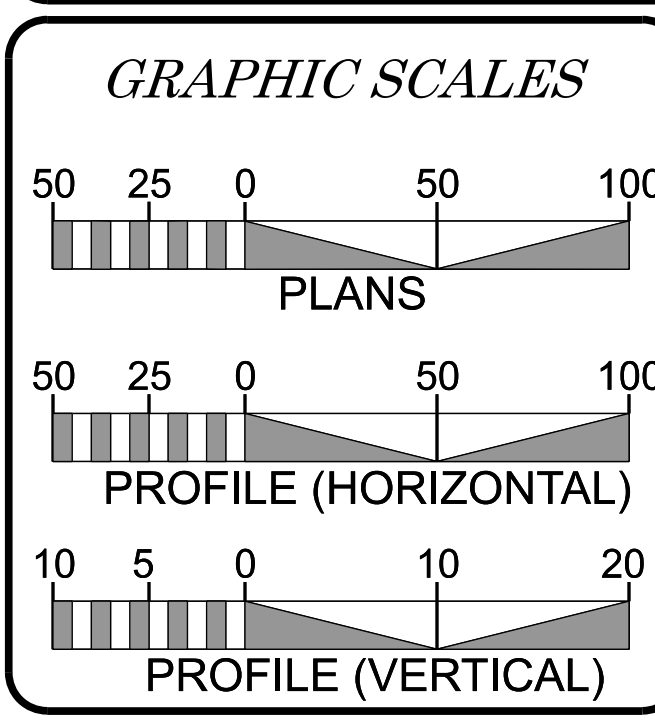 GRAPHIC SCALES
50 25 0 50 100
PLANS
50 25 0 50 100
PROFILE (HORIZONTAL)
10 5 0 10 20
PROFILE (VERTICAL)